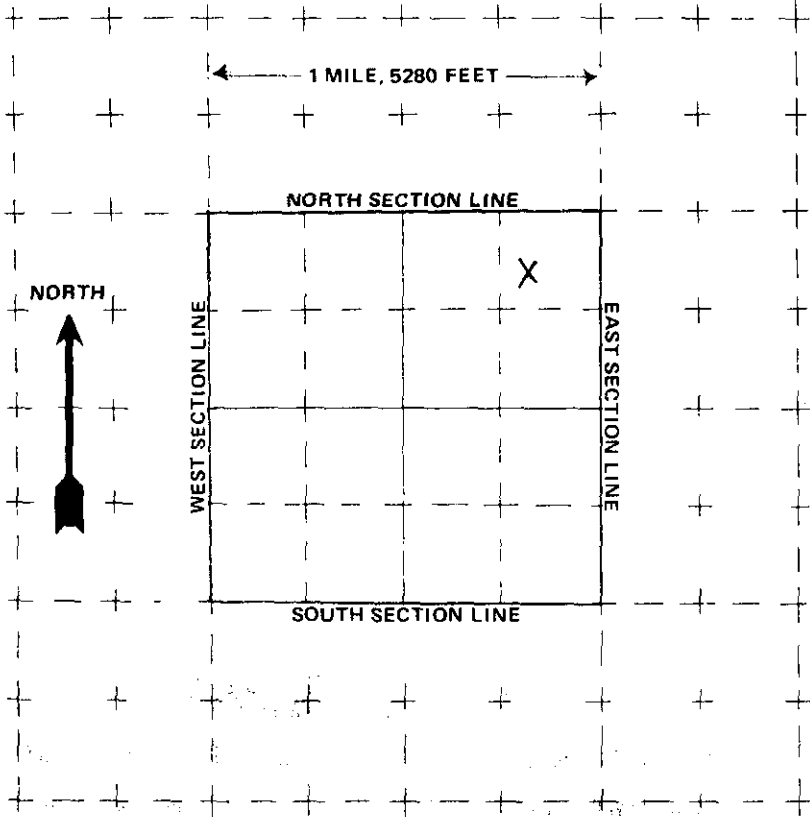 1 MILE, 5280 FEET
NORTH SECTION LINE
X
NORTH
WEST SECTION LINE
EAST SECTION LINE
SOUTH SECTION LINE